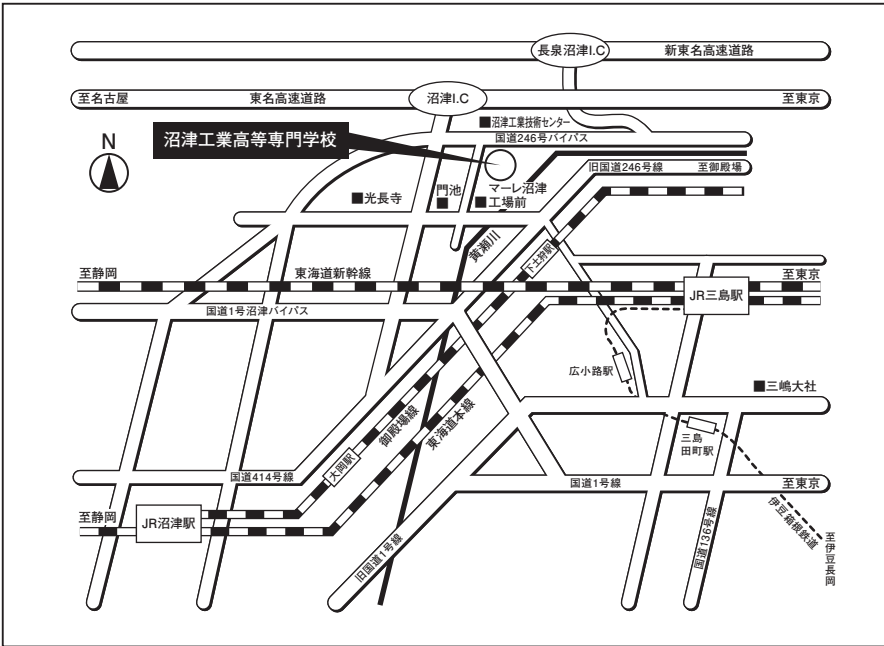 長泉沼津I.C
新東名高速道路
至名古屋
東名高速道路
沼津I.C
至東京
■沼津工業技術センター
国道246号バイパス
沼津工業高等専門学校
N
旧国道246号線
至御殿場
■光長寺
門池
■
マーレ沼津
■工場前
黄瀬川
下土狩駅
至静岡
東海道新幹線
至東京
JR三島駅
国道1号沼津バイパス
広小路駅
■三嶋大社
御殿場線
東海道本線
大岡駅
三島
田町駅
国道414号線
国道1号線
至東京
至静岡
JR沼津駅
旧国道1号線
国道136号線
伊豆箱根鉄道
至伊豆長岡